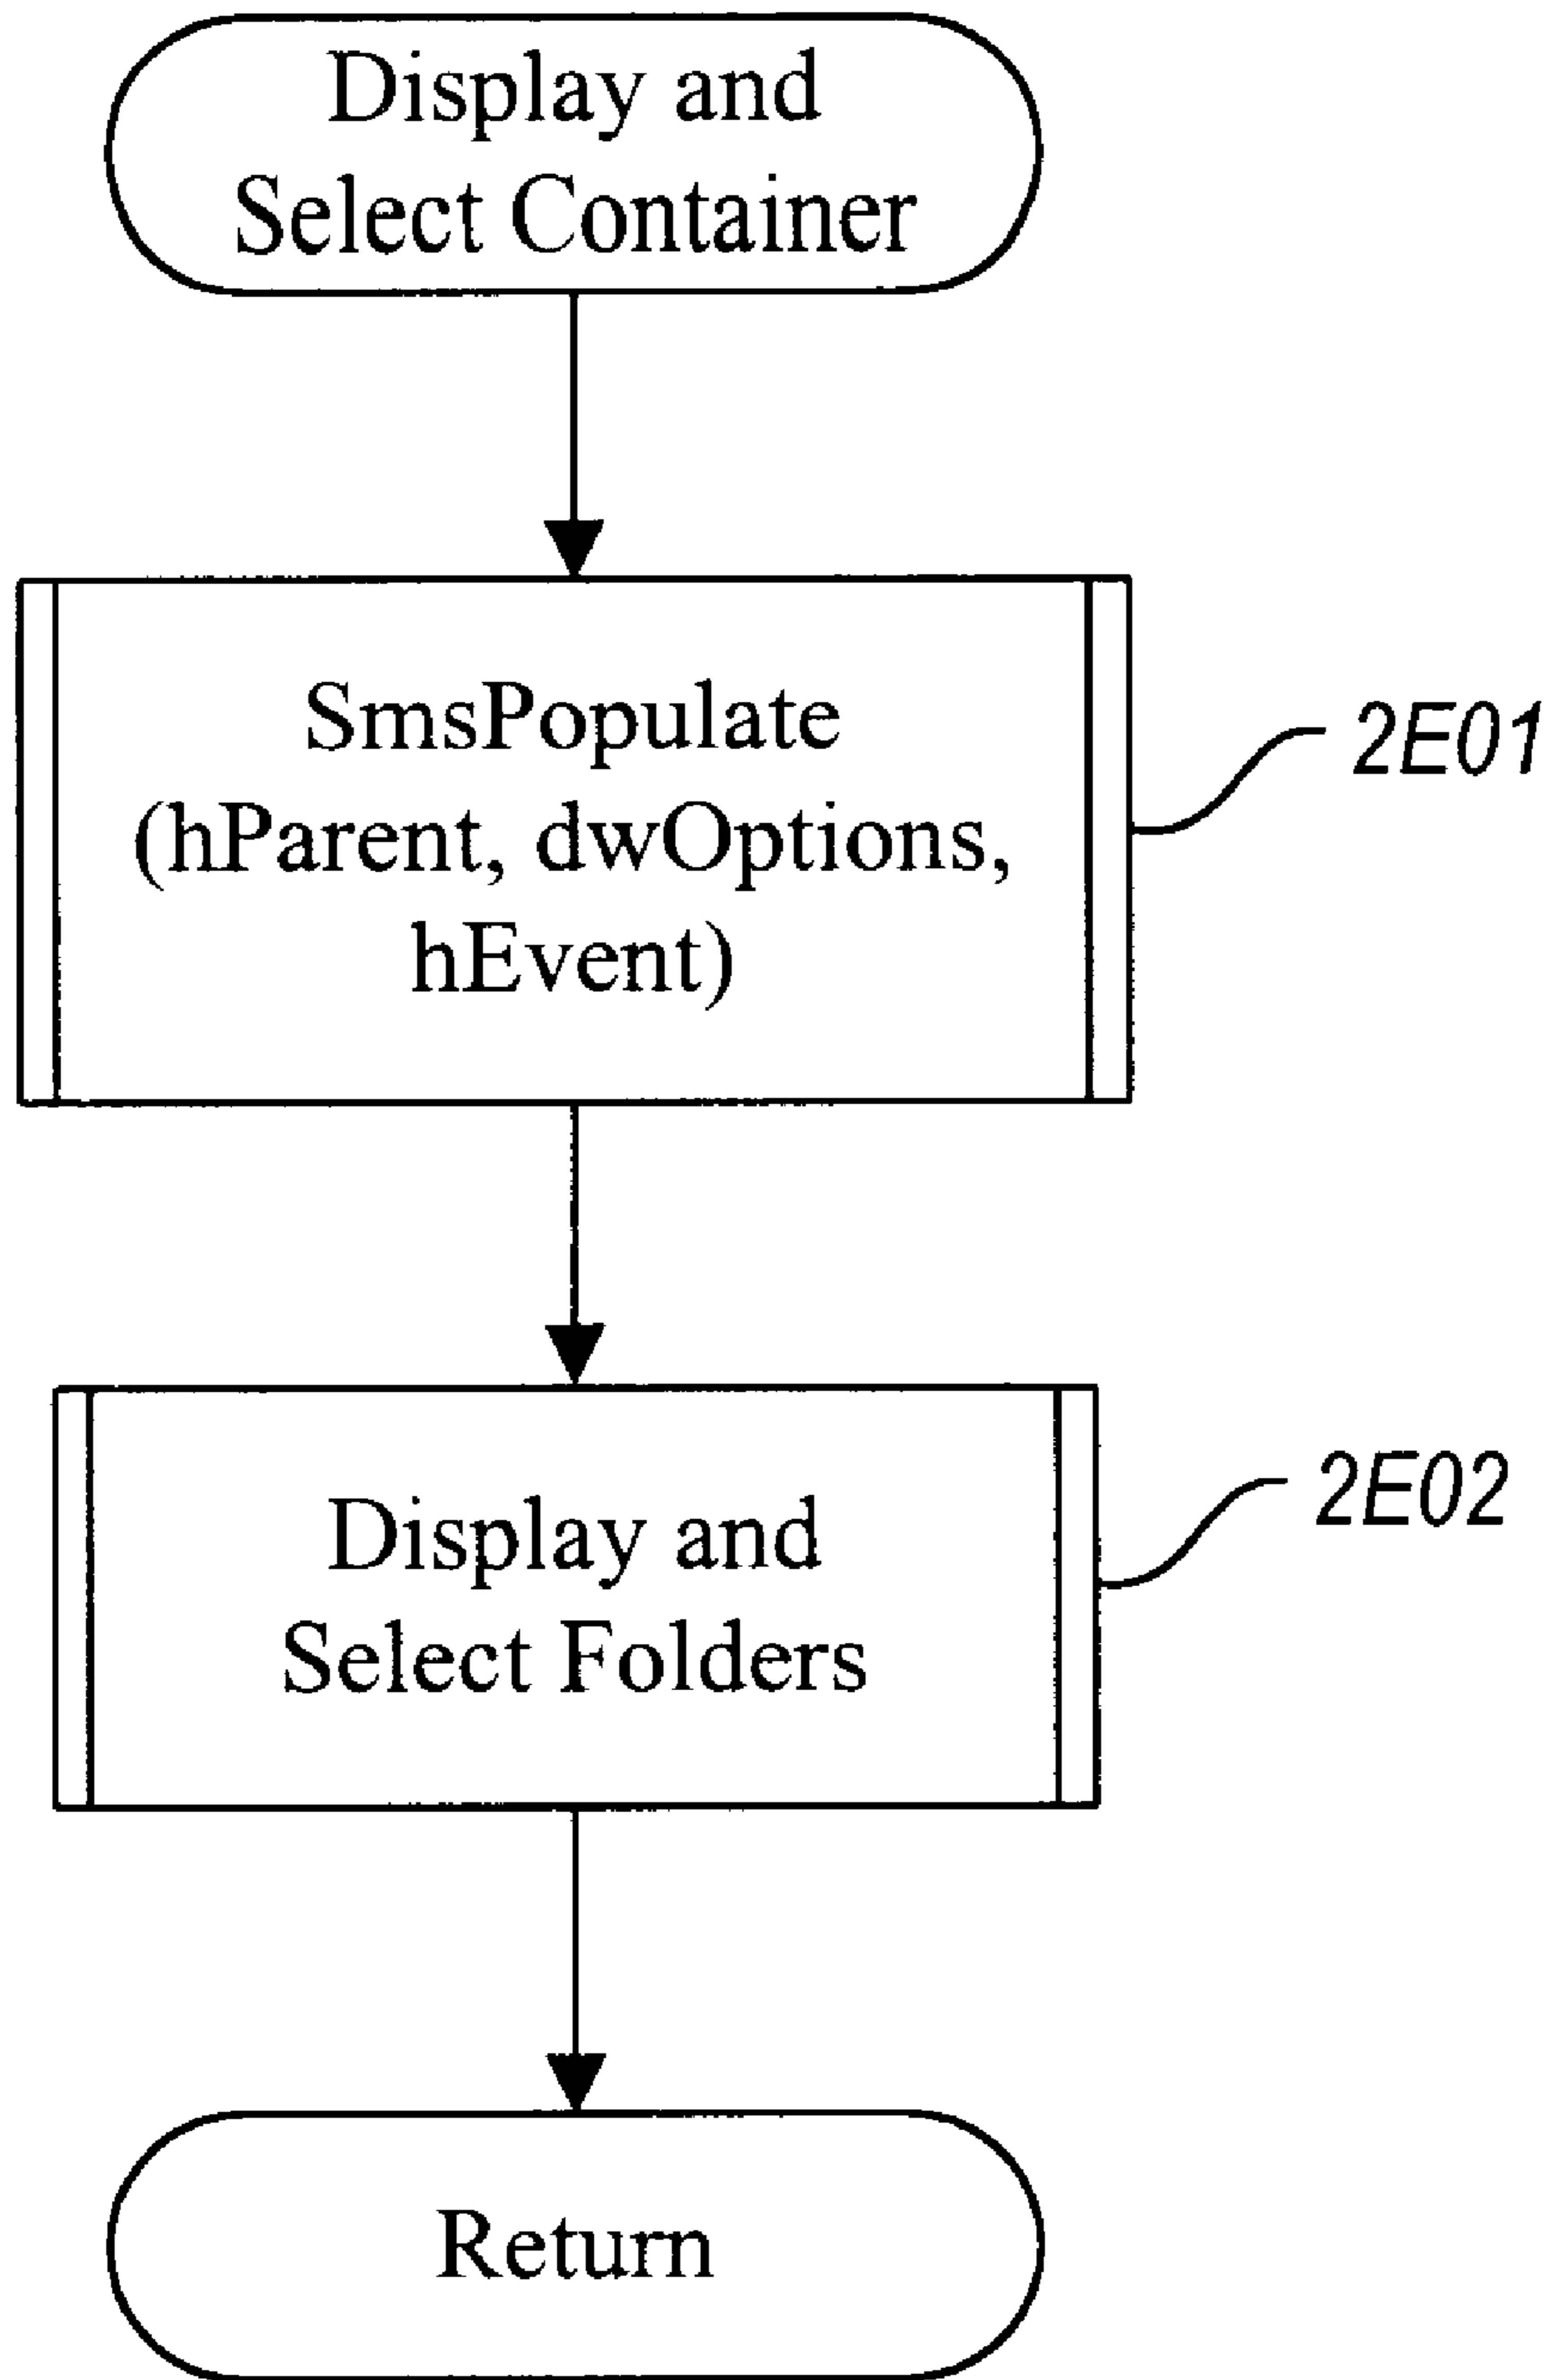 Display and
Select Container
SmsPopulate
(hParent, dwOptions,
hEvent)
2E01
Display and
Select Folders
2E02
Return